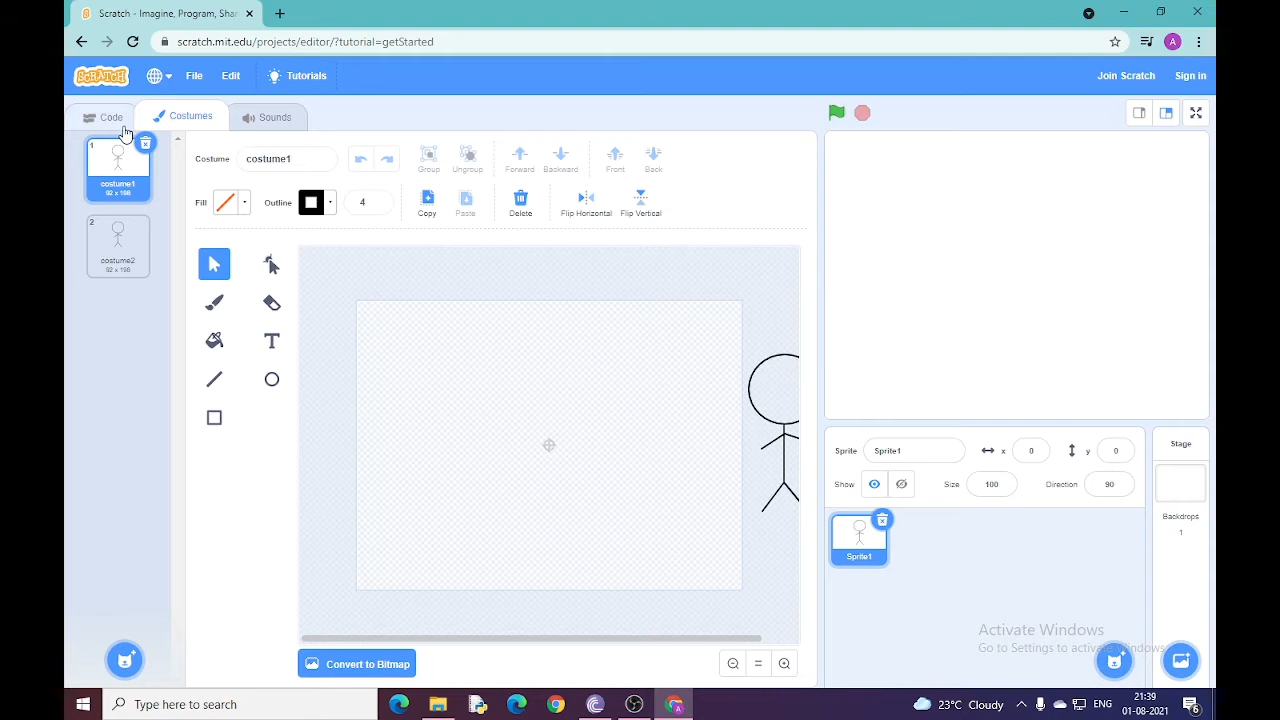 Scratch - Imagine, Program, Shar
scratch.mit.edu/projects/editor/?tutorial=getStarted
A
SCRATCH
File
Edit
Tutorials
Join Scratch
Sign in
Code
Costumes
Sounds
1
costume1
92 x 198
2
costume2
92 x 198
Costume
costume1
Group
Ungroup
Forward
Backward
Front
Back
Fill
Outline
4
Copy
Paste
Delete
Flip Horizontal
Flip Vertical
Convert to Bitmap
Sprite
Sprite1
x
0
y
0
Show
Size
100
Direction
90
Sprite1
Stage
Backdrops
1
Activate Windows
Go to Settings to activate Windows.
Type here to search
23°C Cloudy
ENG
21:39
01-08-2021